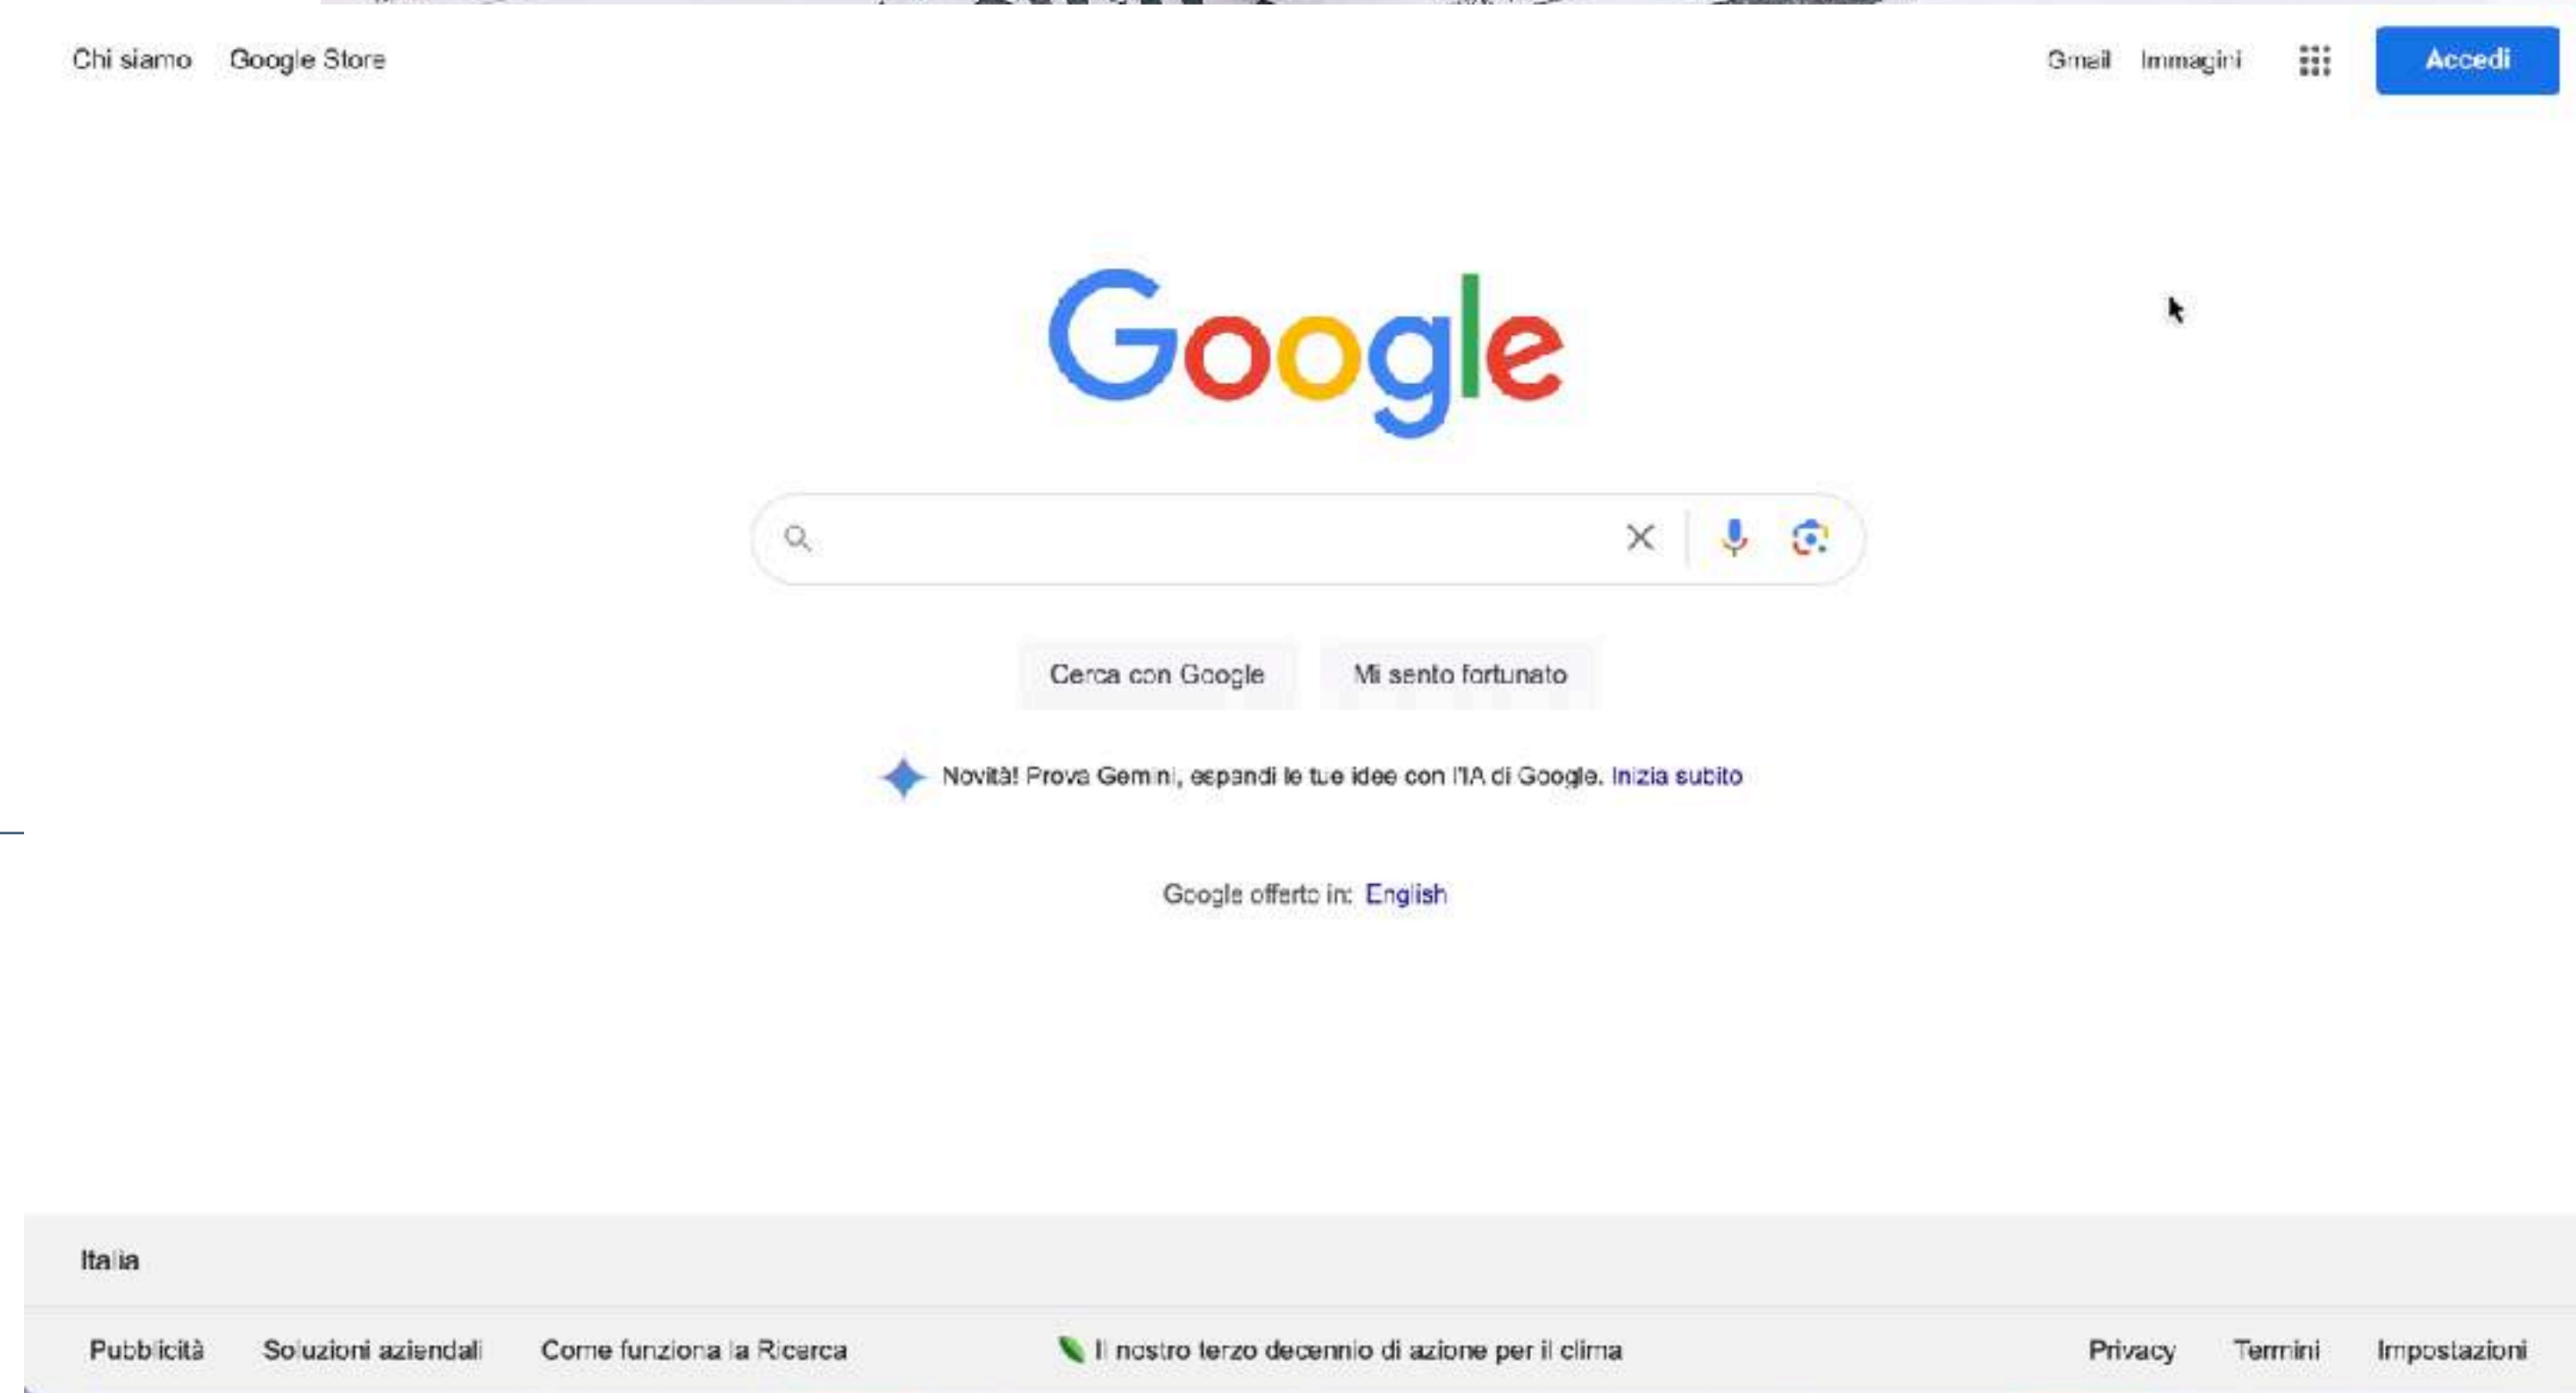 Chi siamo Google Store Gmail Immagini Accedi
Google
Cerca con Google Mi sento fortunato
Novità! Prova Gemini, espandi le tue idee con l'IA di Google. Inizia subito
Google offerto in: English
Italia
Pubblicità Soluzioni aziendali Come funziona la Ricerca Il nostro terzo decennio di azione per il clima Privacy Termini Impostazioni